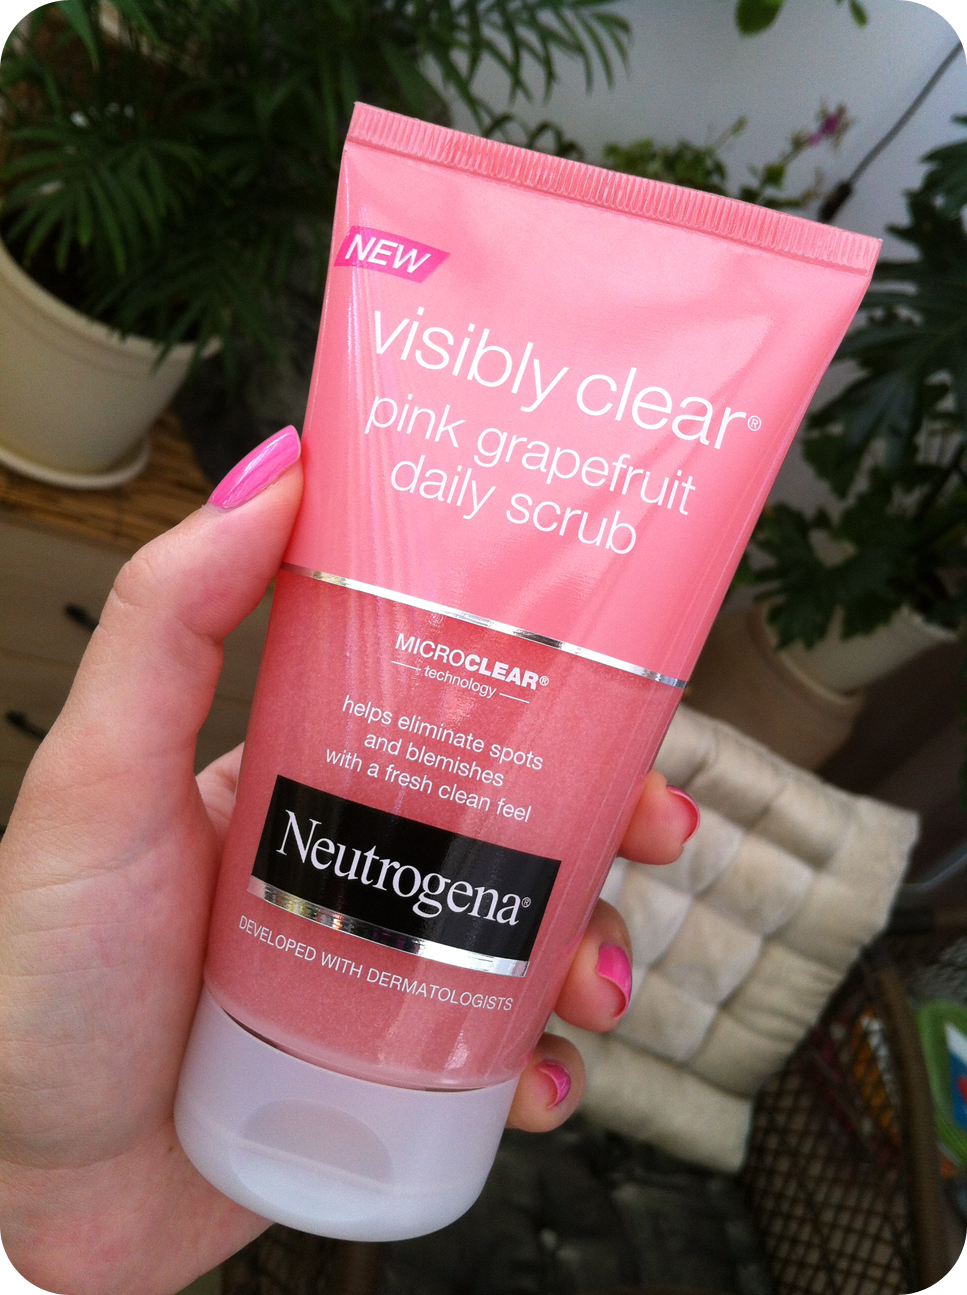 NEW
visibly clear®
pink grapefruit
daily scrub
MICROCLEAR®
technology
helps eliminate spots
and blemishes
with a fresh clean feel
Neutrogena®
DEVELOPED WITH DERMATOLOGISTS